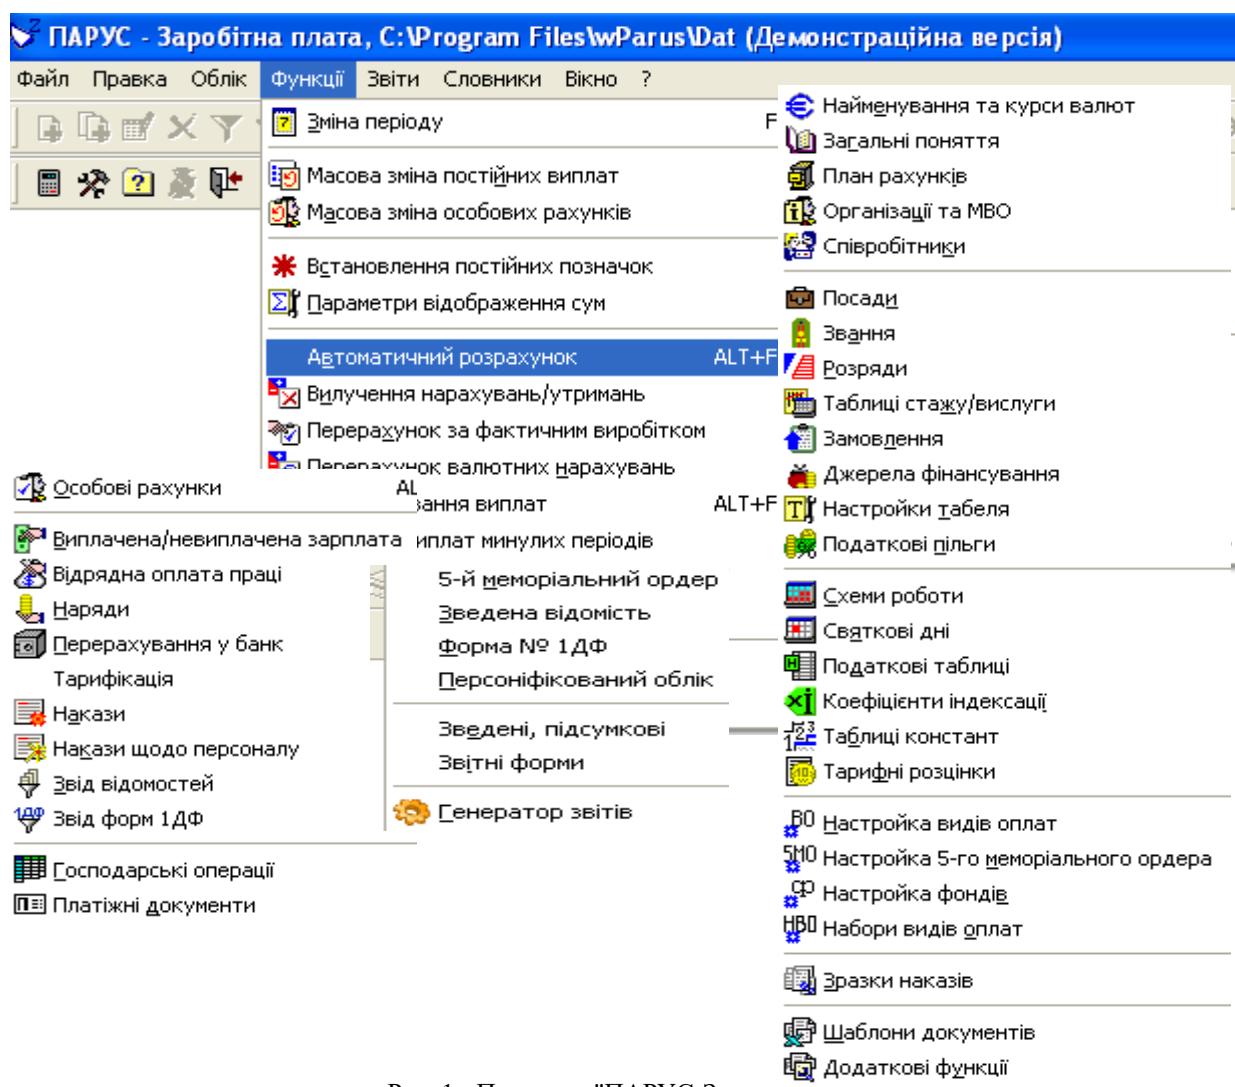 ПАРУС - Заробітна плата, C:\Program Files\wParus\Dat (Демонстраційна версія)
Файл Правка Облік Функції Звіти Словники Вікно ?
Зміна періоду F
Масова зміна постійних виплат
Масова зміна особових рахунків
Встановлення постійних позначок
Параметри відображення сум
Автоматичний розрахунок ALT+F
Вилучення нарахувань/утримань
Перерахунок за фактичним виробітком
Перерахунок валютних нарахувань
ання виплат ALT+F
иплат минулих періодів
Особові рахунки AL
Виплачена/невиплачена зарплата
Відрядна оплата праці
Наряди
Перерахування у банк
Тарифікація
Накази
Накази щодо персоналу
Звід відомостей
Звід форм 1ДФ
Господарські операції
Платіжні документи
5-й меморіальний ордер
Зведена відомість
Форма № 1ДФ
Персоніфікований облік
Зведені, підсумкові
Звітні форми
Генератор звітів
Найменування та курси валют
Загальні поняття
План рахунків
Організації та МВО
Співробітники
Посади
Звання
Розряди
Таблиці стажу/вислуги
Замовлення
Джерела фінансування
Настройки табеля
Податкові пільги
Схеми роботи
Святкові дні
Податкові таблиці
Коефіцієнти індексації
Таблиці констант
Тарифні розцінки
Настройка видів оплат
Настройка 5-го меморіального ордера
Настройка фондів
Набори видів оплат
Зразки наказів
Шаблони документів
Додаткові функції